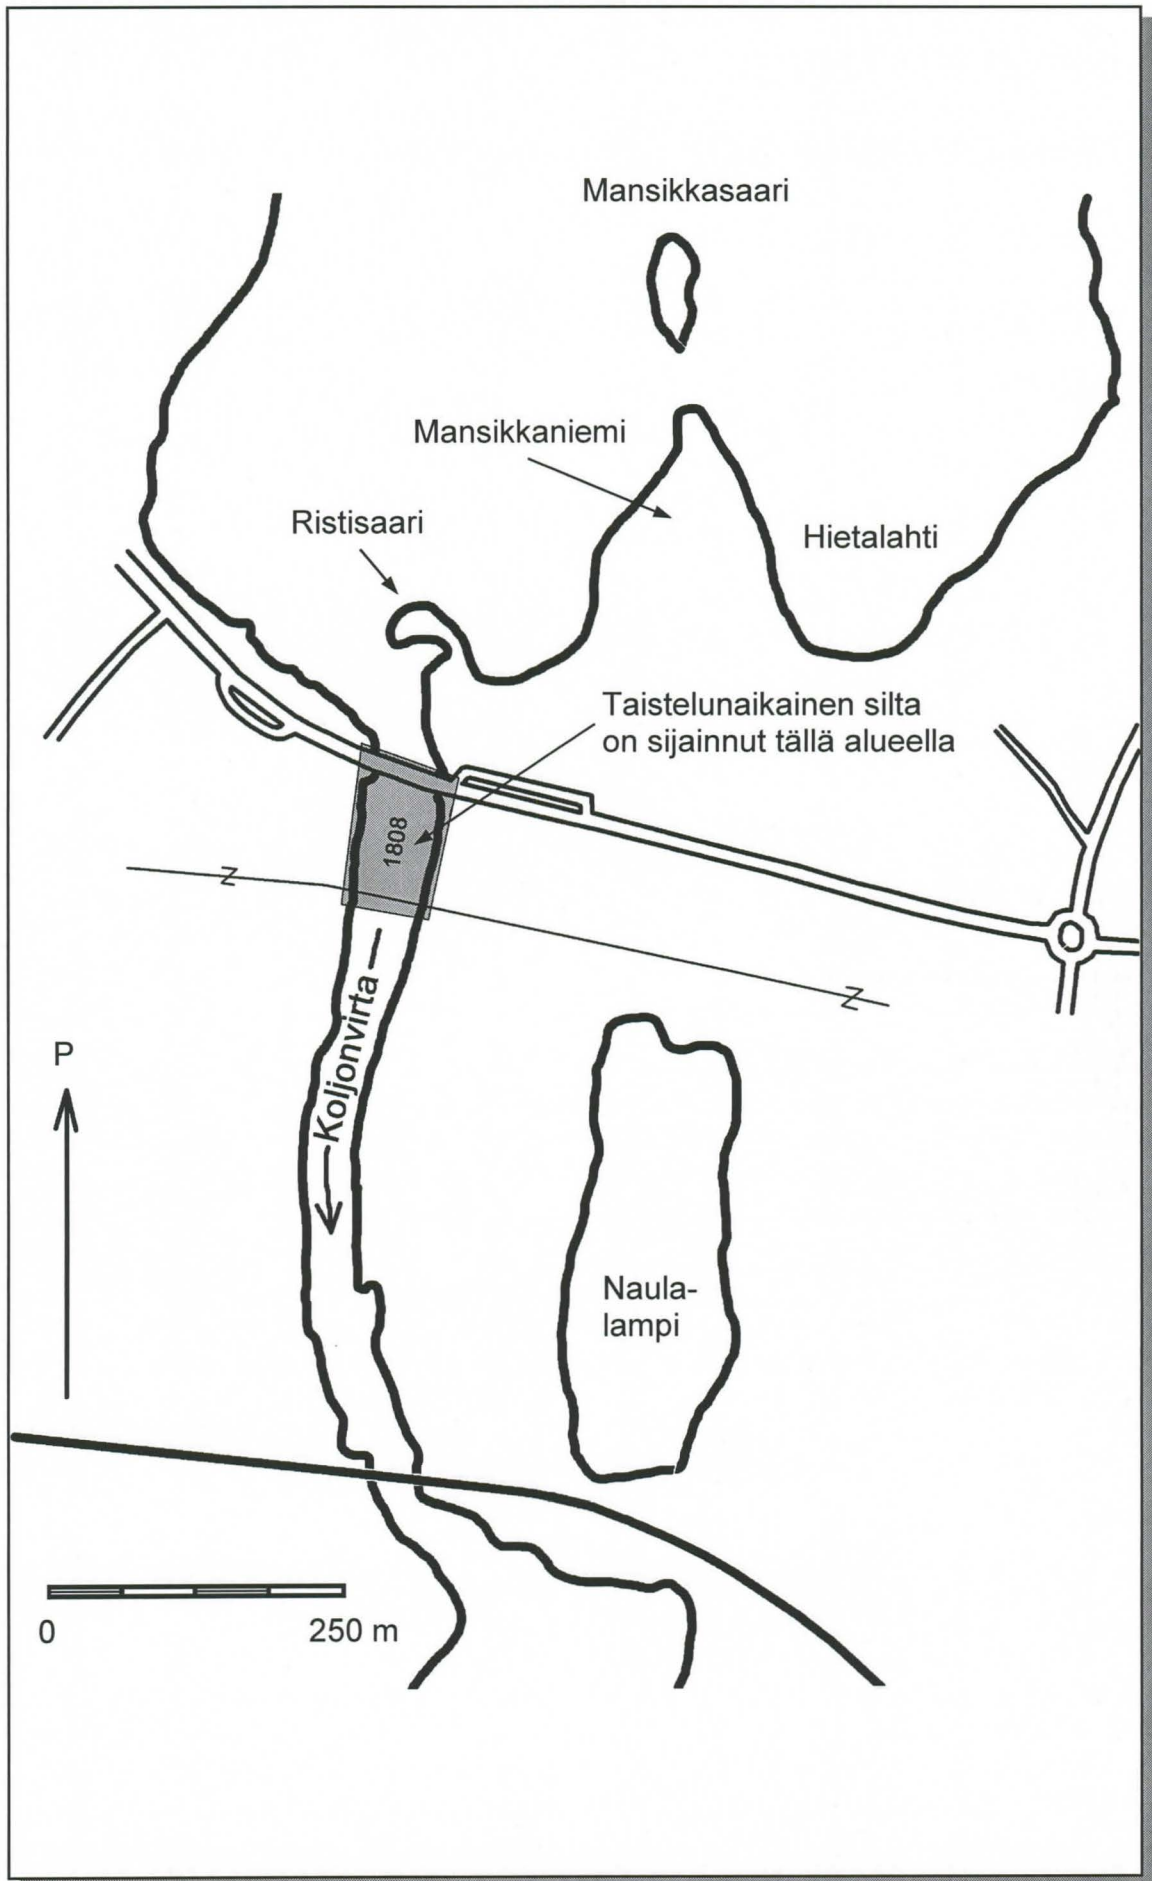 Mansikkasaari
Mansikkaniemi
Ristisaari
Hietalahti
Taistelunaikainen silta
on sijainnut tällä alueella
1808
Koljonvirta
P
Naula-
lampi
0
250 m